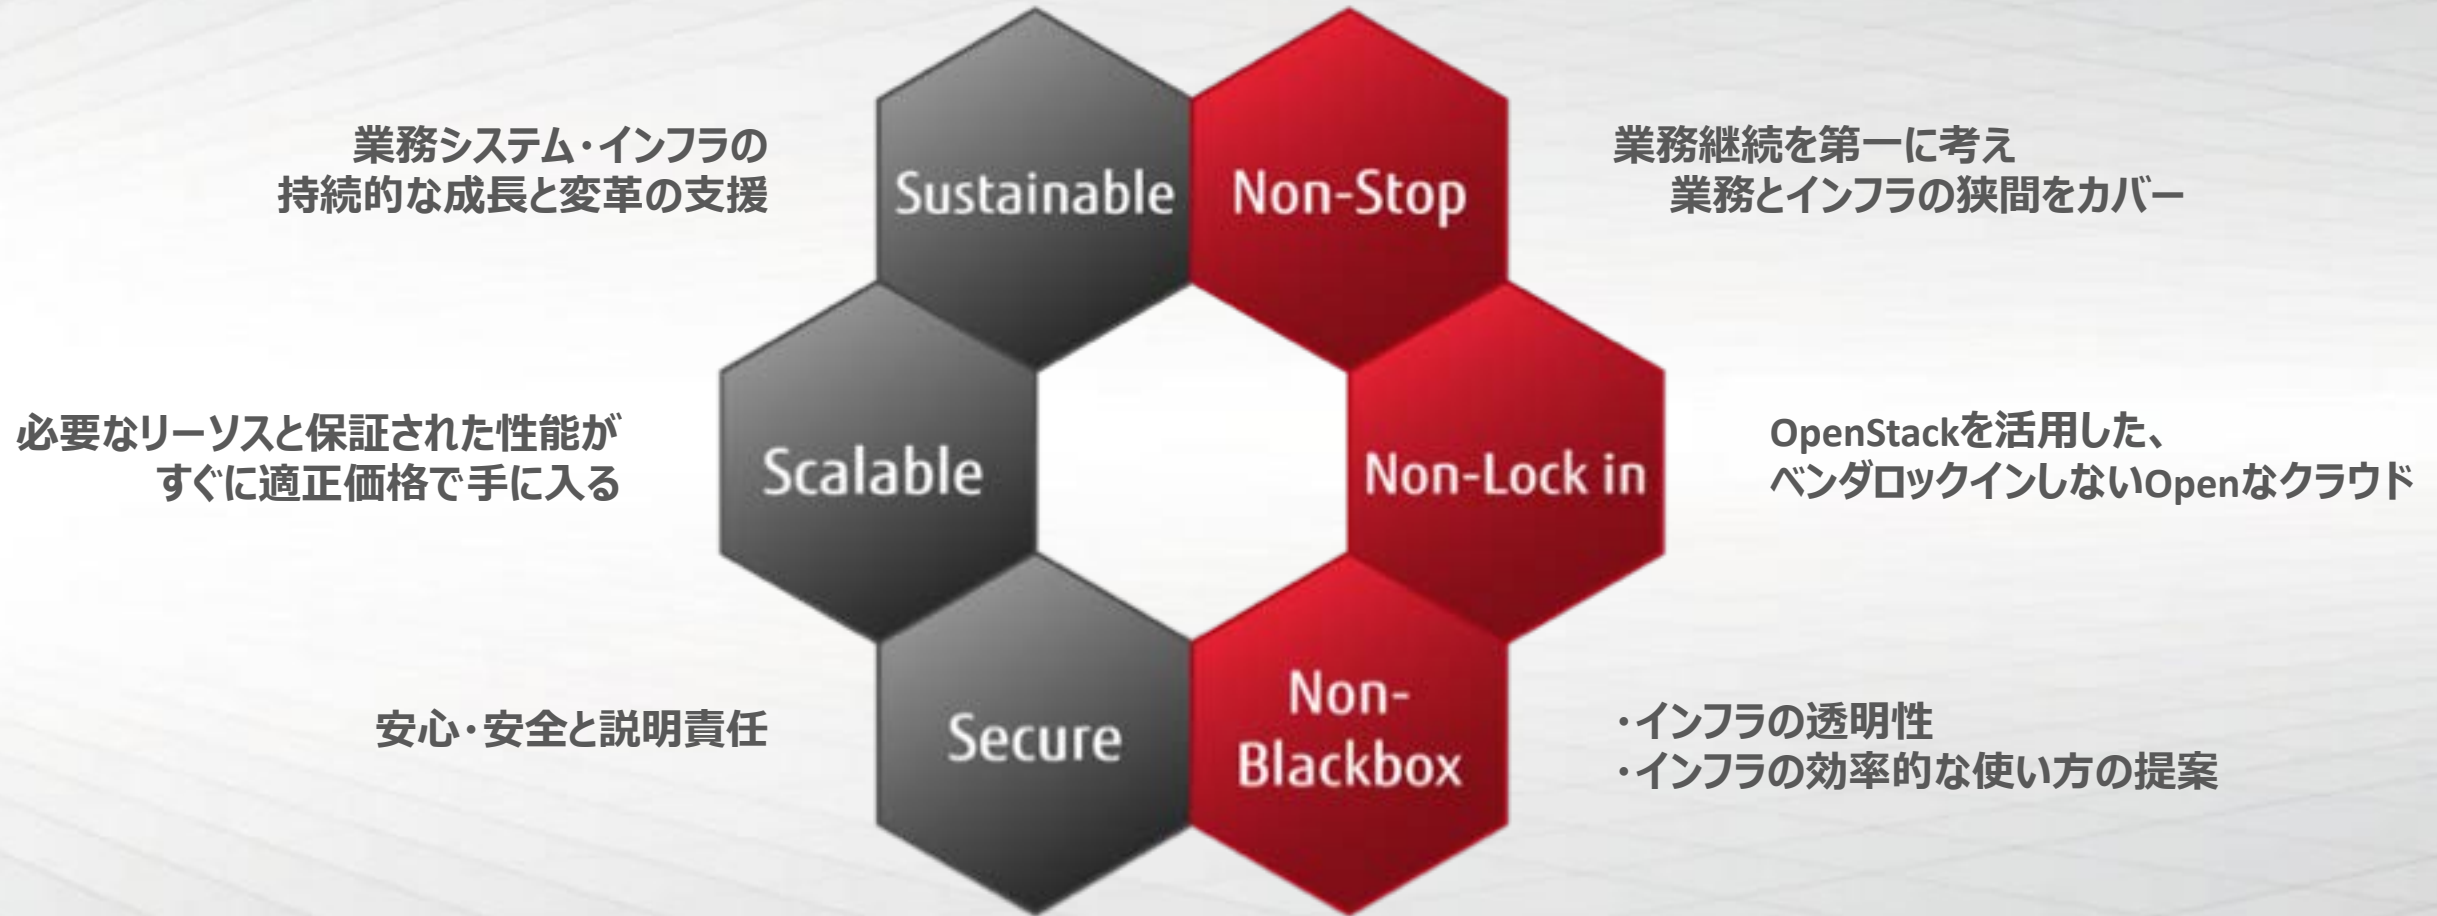 業務システム・インフラの
持続的な成長と変革の支援
Sustainable
Non-Stop
業務継続を第一に考え
業務とインフラの狭間をカバー
必要なリーソスと保証された性能が
すぐに適正価格で手に入る
Scalable
Non-Lock in
OpenStackを活用した、
ベンダロックインしないOpenなクラウド
安心・安全と説明責任
Secure
Non-
Blackbox
・インフラの透明性
・インフラの効率的な使い方の提案